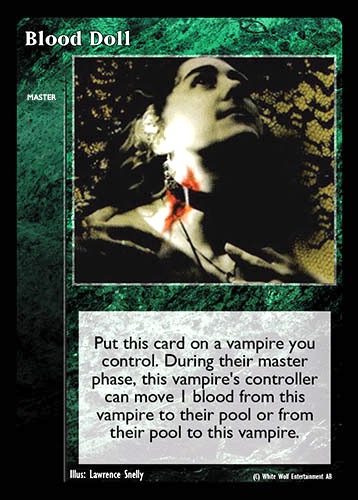 Blood Doll
MASTER
Put this card on a vampire you
control. During their master
phase, this vampire's controller
can move 1 blood from this
vampire to their pool or from
their pool to this vampire.
Illus: Lawrence Snelly
(C) White Wolf Entertainment AB